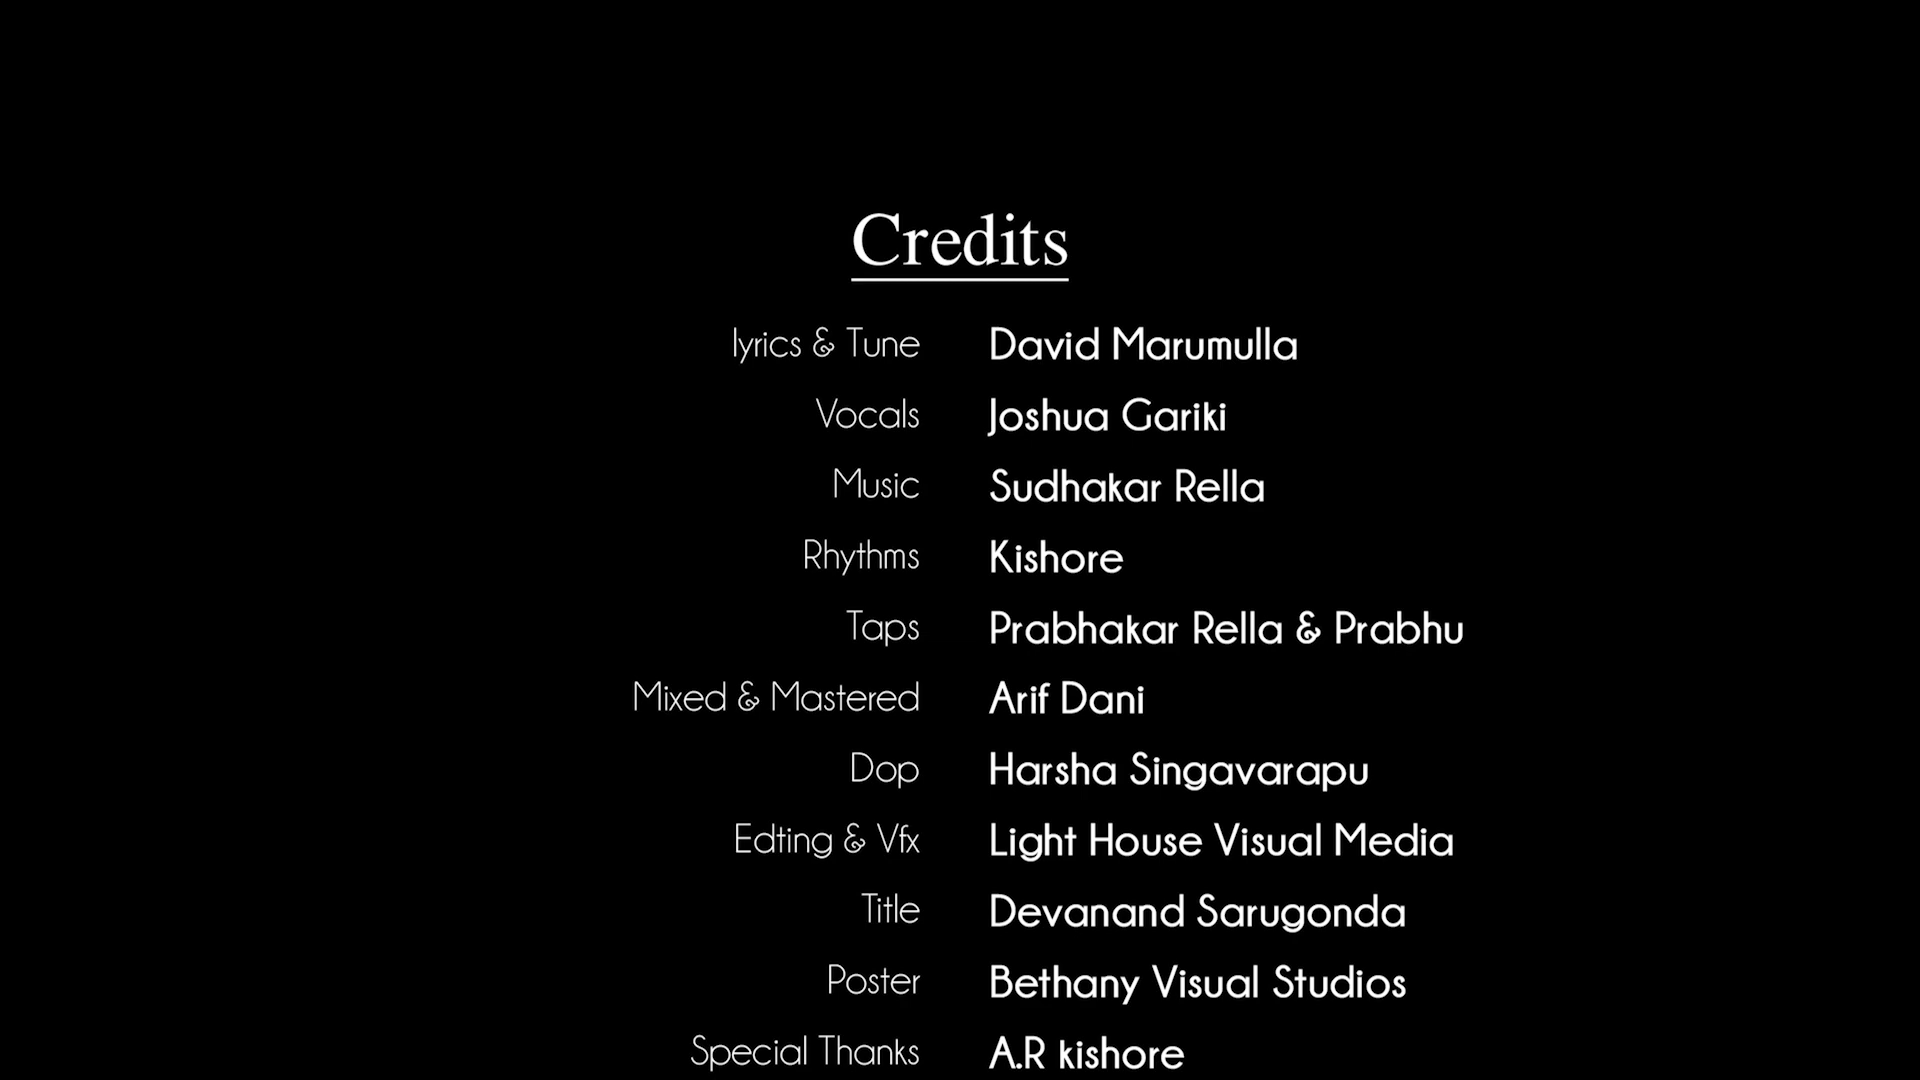 Credits
lyrics & Tune David Marumulla
Vocals Joshua Gariki
Music Sudhakar Rella
Rhythms Kishore
Taps Prabhakar Rella & Prabhu
Mixed & Mastered Arif Dani
Dop Harsha Singavarapu
Edting & Vfx Light House Visual Media
Title Devanand Sarugonda
Poster Bethany Visual Studios
Special Thanks A.R kishore